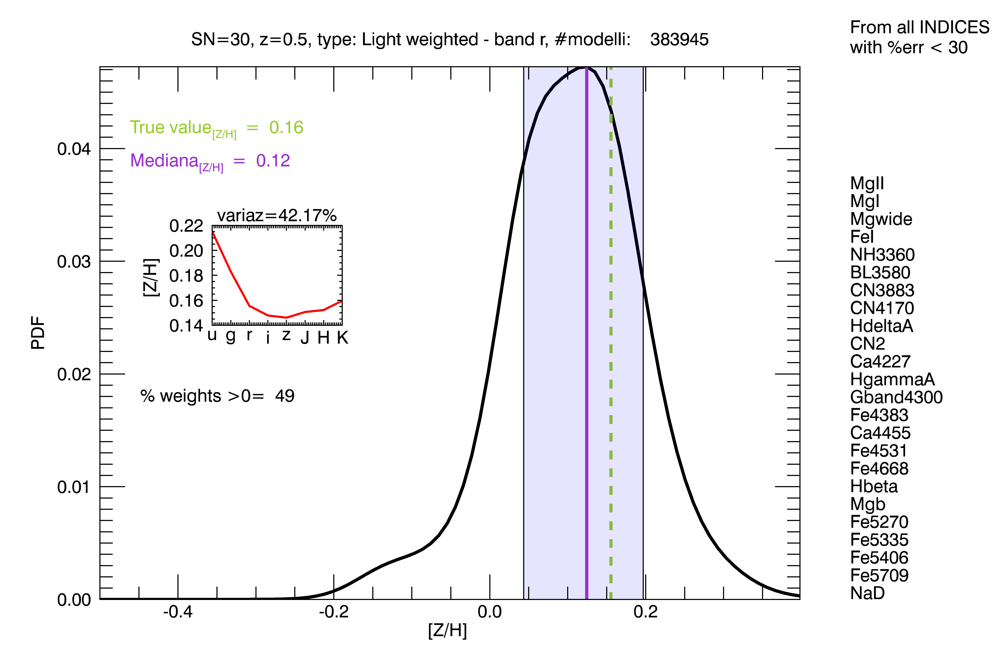 SN=30, z=0.5, type: Light weighted - band r, #modelli: 383945
From all INDICES
with %err < 30
True value[Z/H] = 0.16
Mediana[Z/H] = 0.12
variaz=42.17%
0.22
0.20
0.18
0.16
0.14
[Z/H]
u g r i z J H K
% weights >0= 49
PDF
0.04
0.03
0.02
0.01
0.00
-0.4 -0.2 0.0 0.2
[Z/H]
MgII
MgI
Mgwide
FeI
NH3360
BL3580
CN3883
CN4170
HdeltaA
CN2
Ca4227
HgammaA
Gband4300
Fe4383
Ca4455
Fe4531
Fe4668
Hbeta
Mgb
Fe5270
Fe5335
Fe5406
Fe5709
NaD